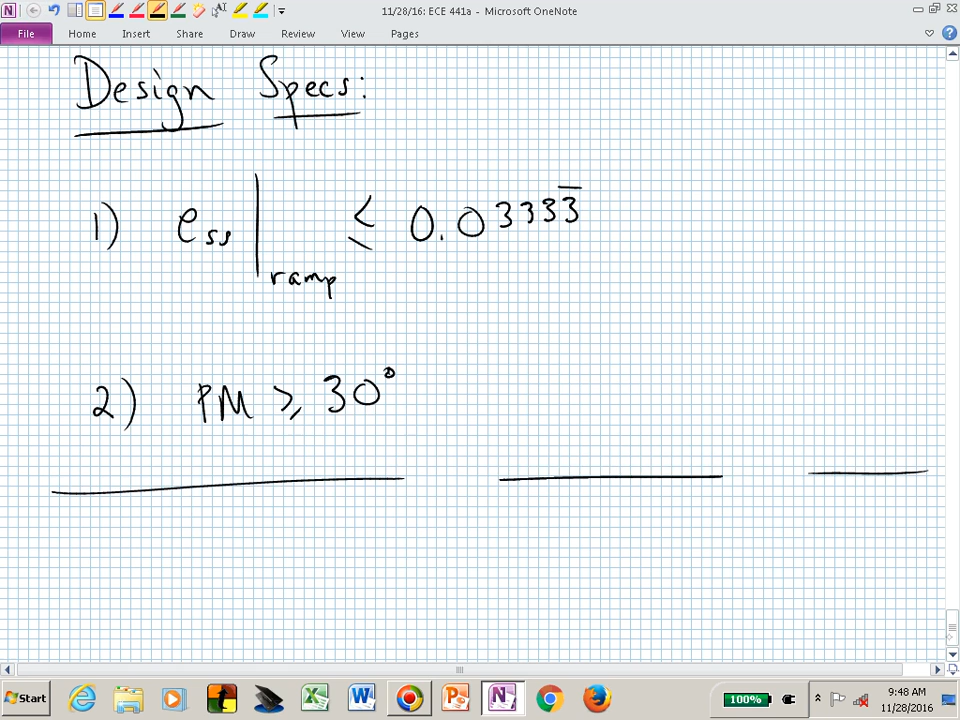 11/28/16: ECE 441a - Microsoft OneNote
File Home Insert Share Draw Review View Pages
Design Specs:
1) ess | ramp ≤ 0.03333̅
2) PM ≥ 30°
Start
100%
9:48 AM
11/28/2016